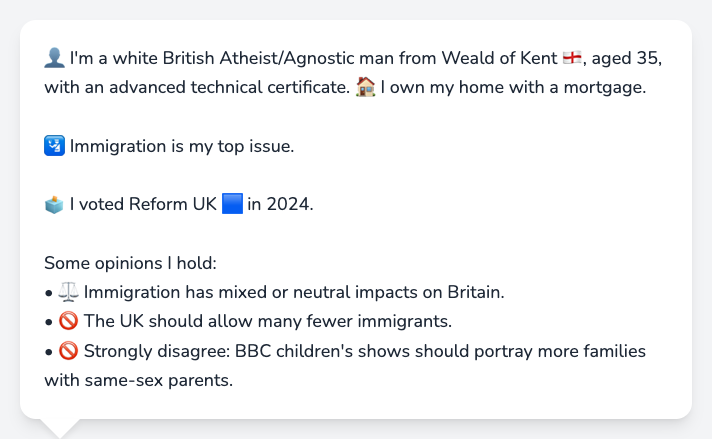 👤 I'm a white British Atheist/Agnostic man from Weald of Kent 🏴󠁧󠁢󠁥󠁮󠁧󠁿, aged 35,
with an advanced technical certificate. 🏠 I own my home with a mortgage.
🛂 Immigration is my top issue.
🗳️ I voted Reform UK 🟦 in 2024.
Some opinions I hold:
• ⚖️ Immigration has mixed or neutral impacts on Britain.
• 🚫 The UK should allow many fewer immigrants.
• 🚫 Strongly disagree: BBC children's shows should portray more families
with same-sex parents.